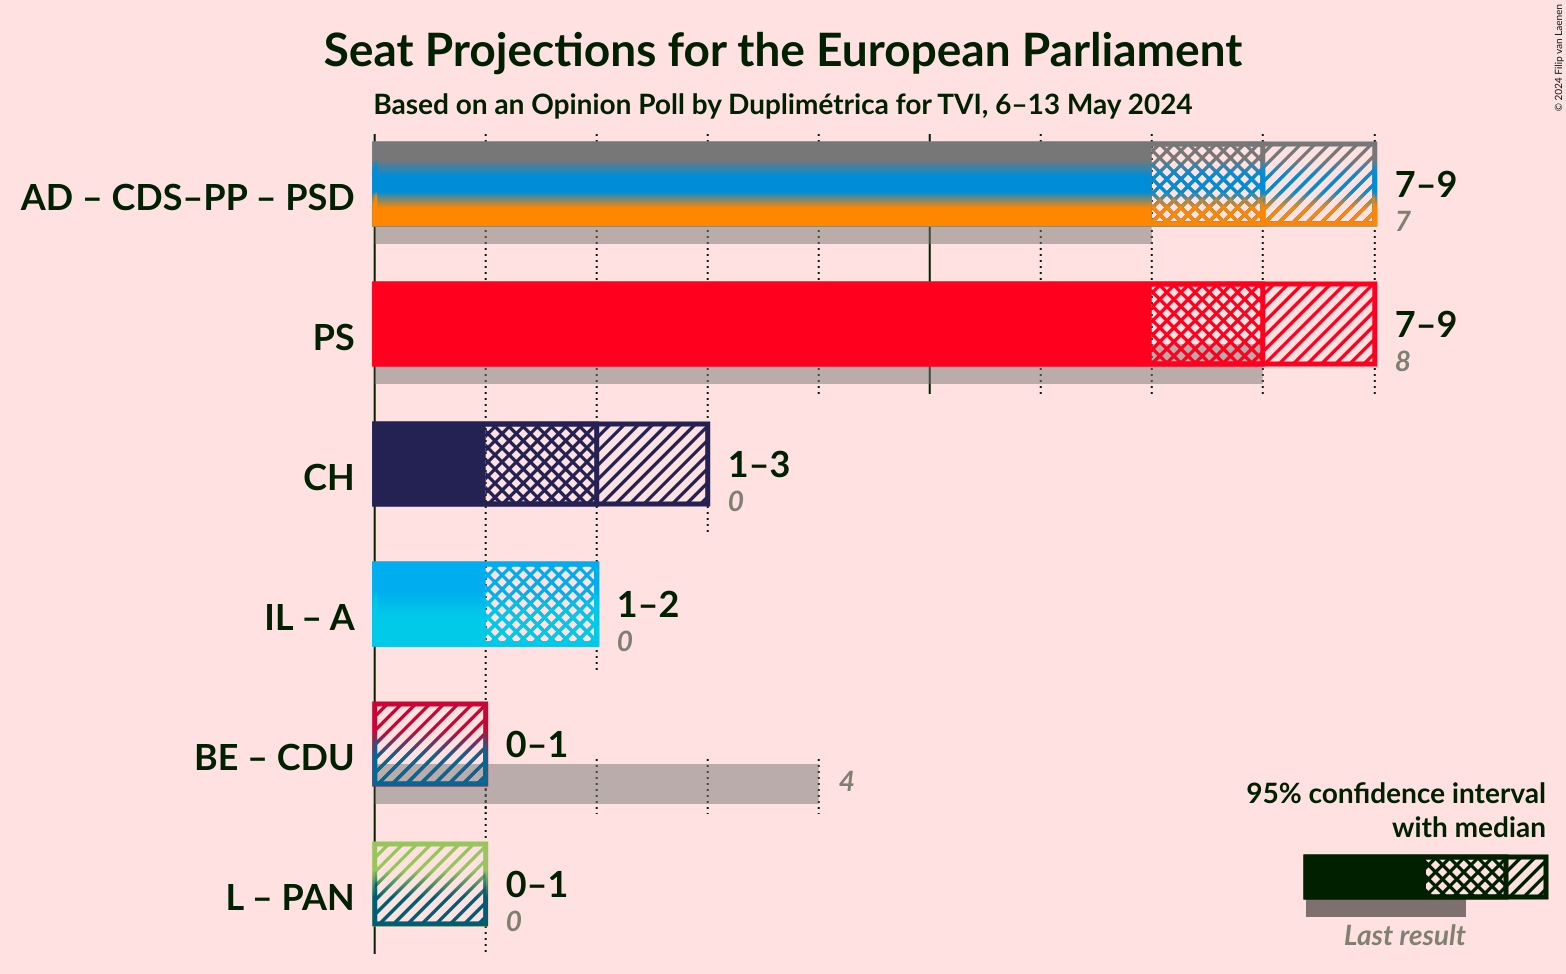 Seat Projections for the European Parliament
Based on an Opinion Poll by Duplimétrica for TVI, 6–13 May 2024
© 2024 Filip van Laenen
AD – CDS–PP – PSD
7–9
7
PS
7–9
8
CH
1–3
0
IL – A
1–2
0
BE – CDU
0–1
4
L – PAN
0–1
0
95% confidence interval
with median
Last result